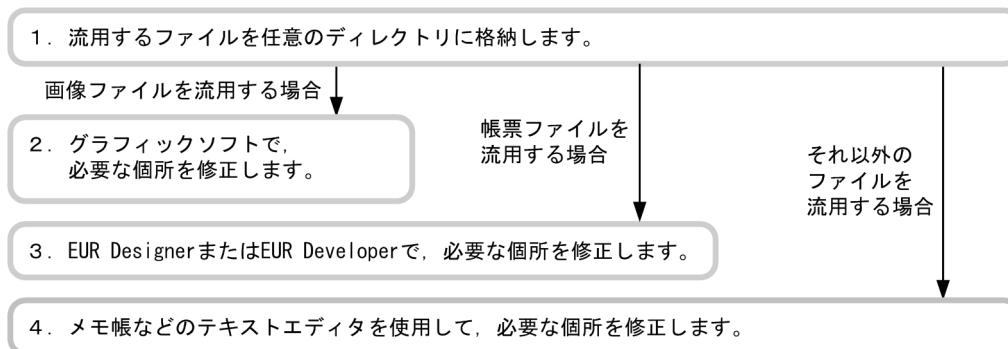 １．流用するファイルを任意のディレクトリに格納します。
画像ファイルを流用する場合
２．グラフィックソフトで，
必要な個所を修正します。
帳票ファイルを
流用する場合
それ以外の
ファイルを
流用する場合
３．EUR DesignerまたはEUR Developerで，必要な個所を修正します。
４．メモ帳などのテキストエディタを使用して，必要な個所を修正します。